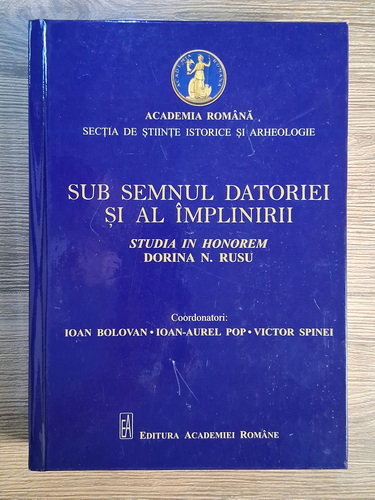 ACADEMIA ROMÂNĂ
SECȚIA DE ȘTIINȚE ISTORICE ȘI ARHEOLOGIE
SUB SEMNUL DATORIEI
ȘI AL ÎMPLINIRII
STUDIA IN HONOREM
DORINA N. RUSU
Coordonatori:
IOAN BOLOVAN • IOAN-AUREL POP • VICTOR SPINEI
EA EDITURA ACADEMIEI ROMÂNE